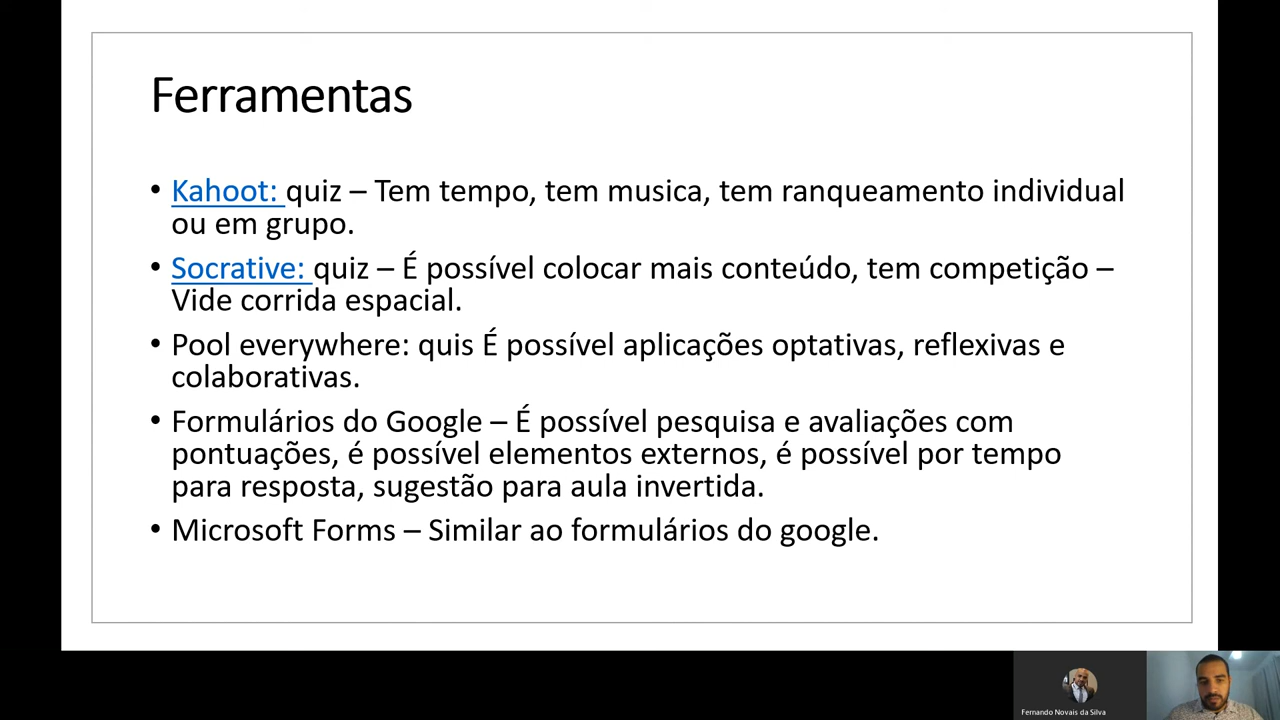 Ferramentas
• Kahoot: quiz – Tem tempo, tem musica, tem ranqueamento individual
ou em grupo.
• Socrative: quiz – É possível colocar mais conteúdo, tem competição –
Vide corrida espacial.
• Pool everywhere: quis É possível aplicações optativas, reflexivas e
colaborativas.
• Formulários do Google – É possível pesquisa e avaliações com
pontuações, é possível elementos externos, é possível por tempo
para resposta, sugestão para aula invertida.
• Microsoft Forms – Similar ao formulários do google.
Fernando Novais da Silva